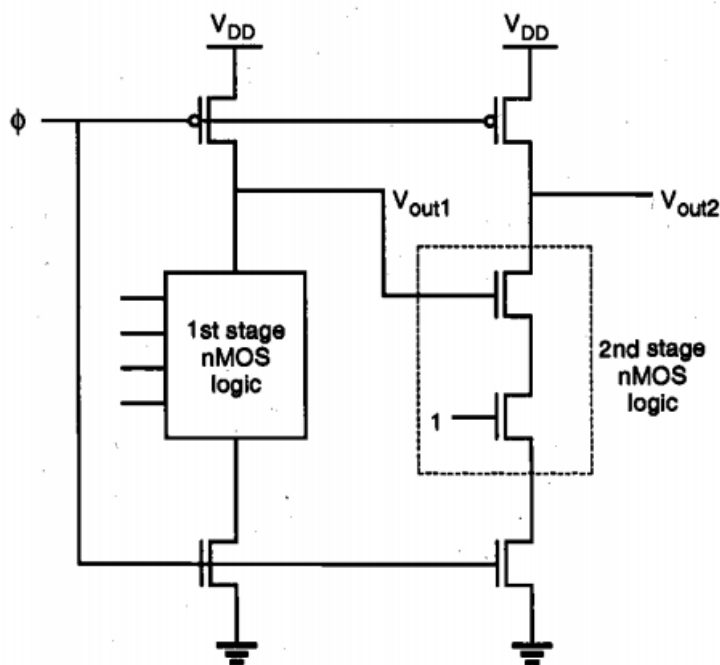 V_DD V_DD
ϕ
V_out1 V_out2
1st stage
nMOS
logic
2nd stage
nMOS
logic
1